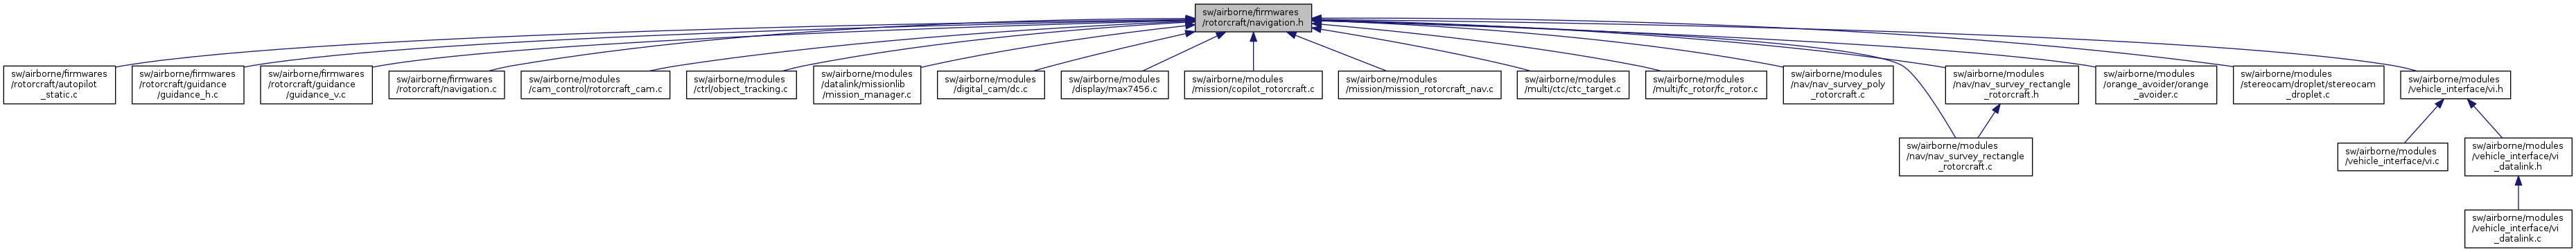 sw/airborne/firmwares
/rotorcraft/navigation.h
sw/airborne/firmwares
/rotorcraft/autopilot
_static.c
sw/airborne/firmwares
/rotorcraft/guidance
/guidance_h.c
sw/airborne/firmwares
/rotorcraft/guidance
/guidance_v.c
sw/airborne/firmwares
/rotorcraft/navigation.c
sw/airborne/modules
/cam_control/rotorcraft_cam.c
sw/airborne/modules
/ctrl/object_tracking.c
sw/airborne/modules
/datalink/missionlib
/mission_manager.c
sw/airborne/modules
/digital_cam/dc.c
sw/airborne/modules
/display/max7456.c
sw/airborne/modules
/mission/copilot_rotorcraft.c
sw/airborne/modules
/mission/mission_rotorcraft_nav.c
sw/airborne/modules
/multi/ctc/ctc_target.c
sw/airborne/modules
/multi/fc_rotor/fc_rotor.c
sw/airborne/modules
/nav/nav_survey_poly
_rotorcraft.c
sw/airborne/modules
/nav/nav_survey_rectangle
_rotorcraft.h
sw/airborne/modules
/orange_avoider/orange
_avoider.c
sw/airborne/modules
/stereocam/droplet/stereocam
_droplet.c
sw/airborne/modules
/vehicle_interface/vi.h
sw/airborne/modules
/nav/nav_survey_rectangle
_rotorcraft.c
sw/airborne/modules
/vehicle_interface/vi.c
sw/airborne/modules
/vehicle_interface/vi
_datalink.h
sw/airborne/modules
/vehicle_interface/vi
_datalink.c